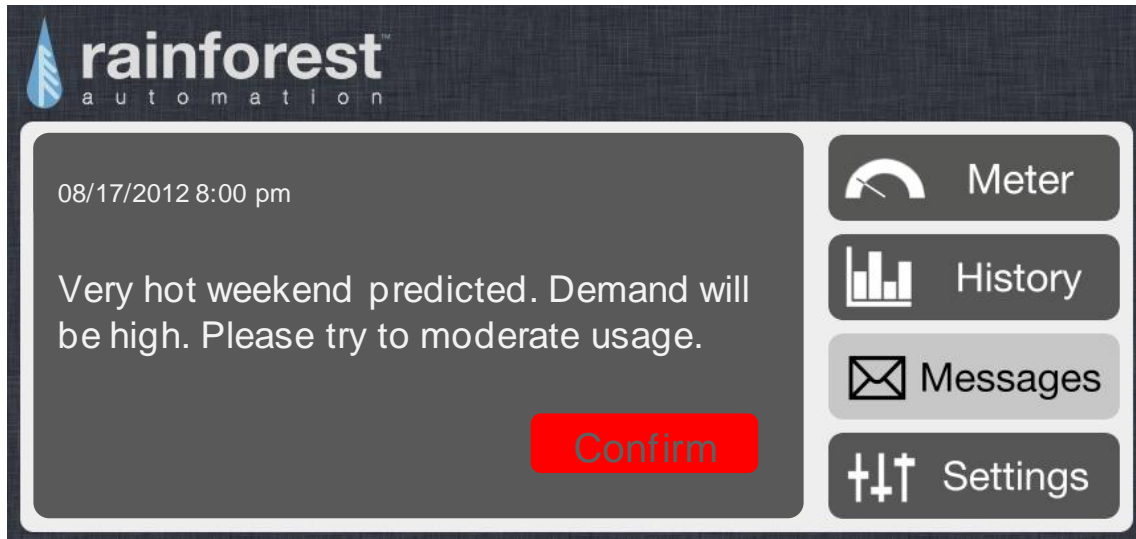 rainforest™
automation
08/17/2012 8:00 pm
Very hot weekend predicted. Demand will
be high. Please try to moderate usage.
Confirm
Meter
History
Messages
Settings